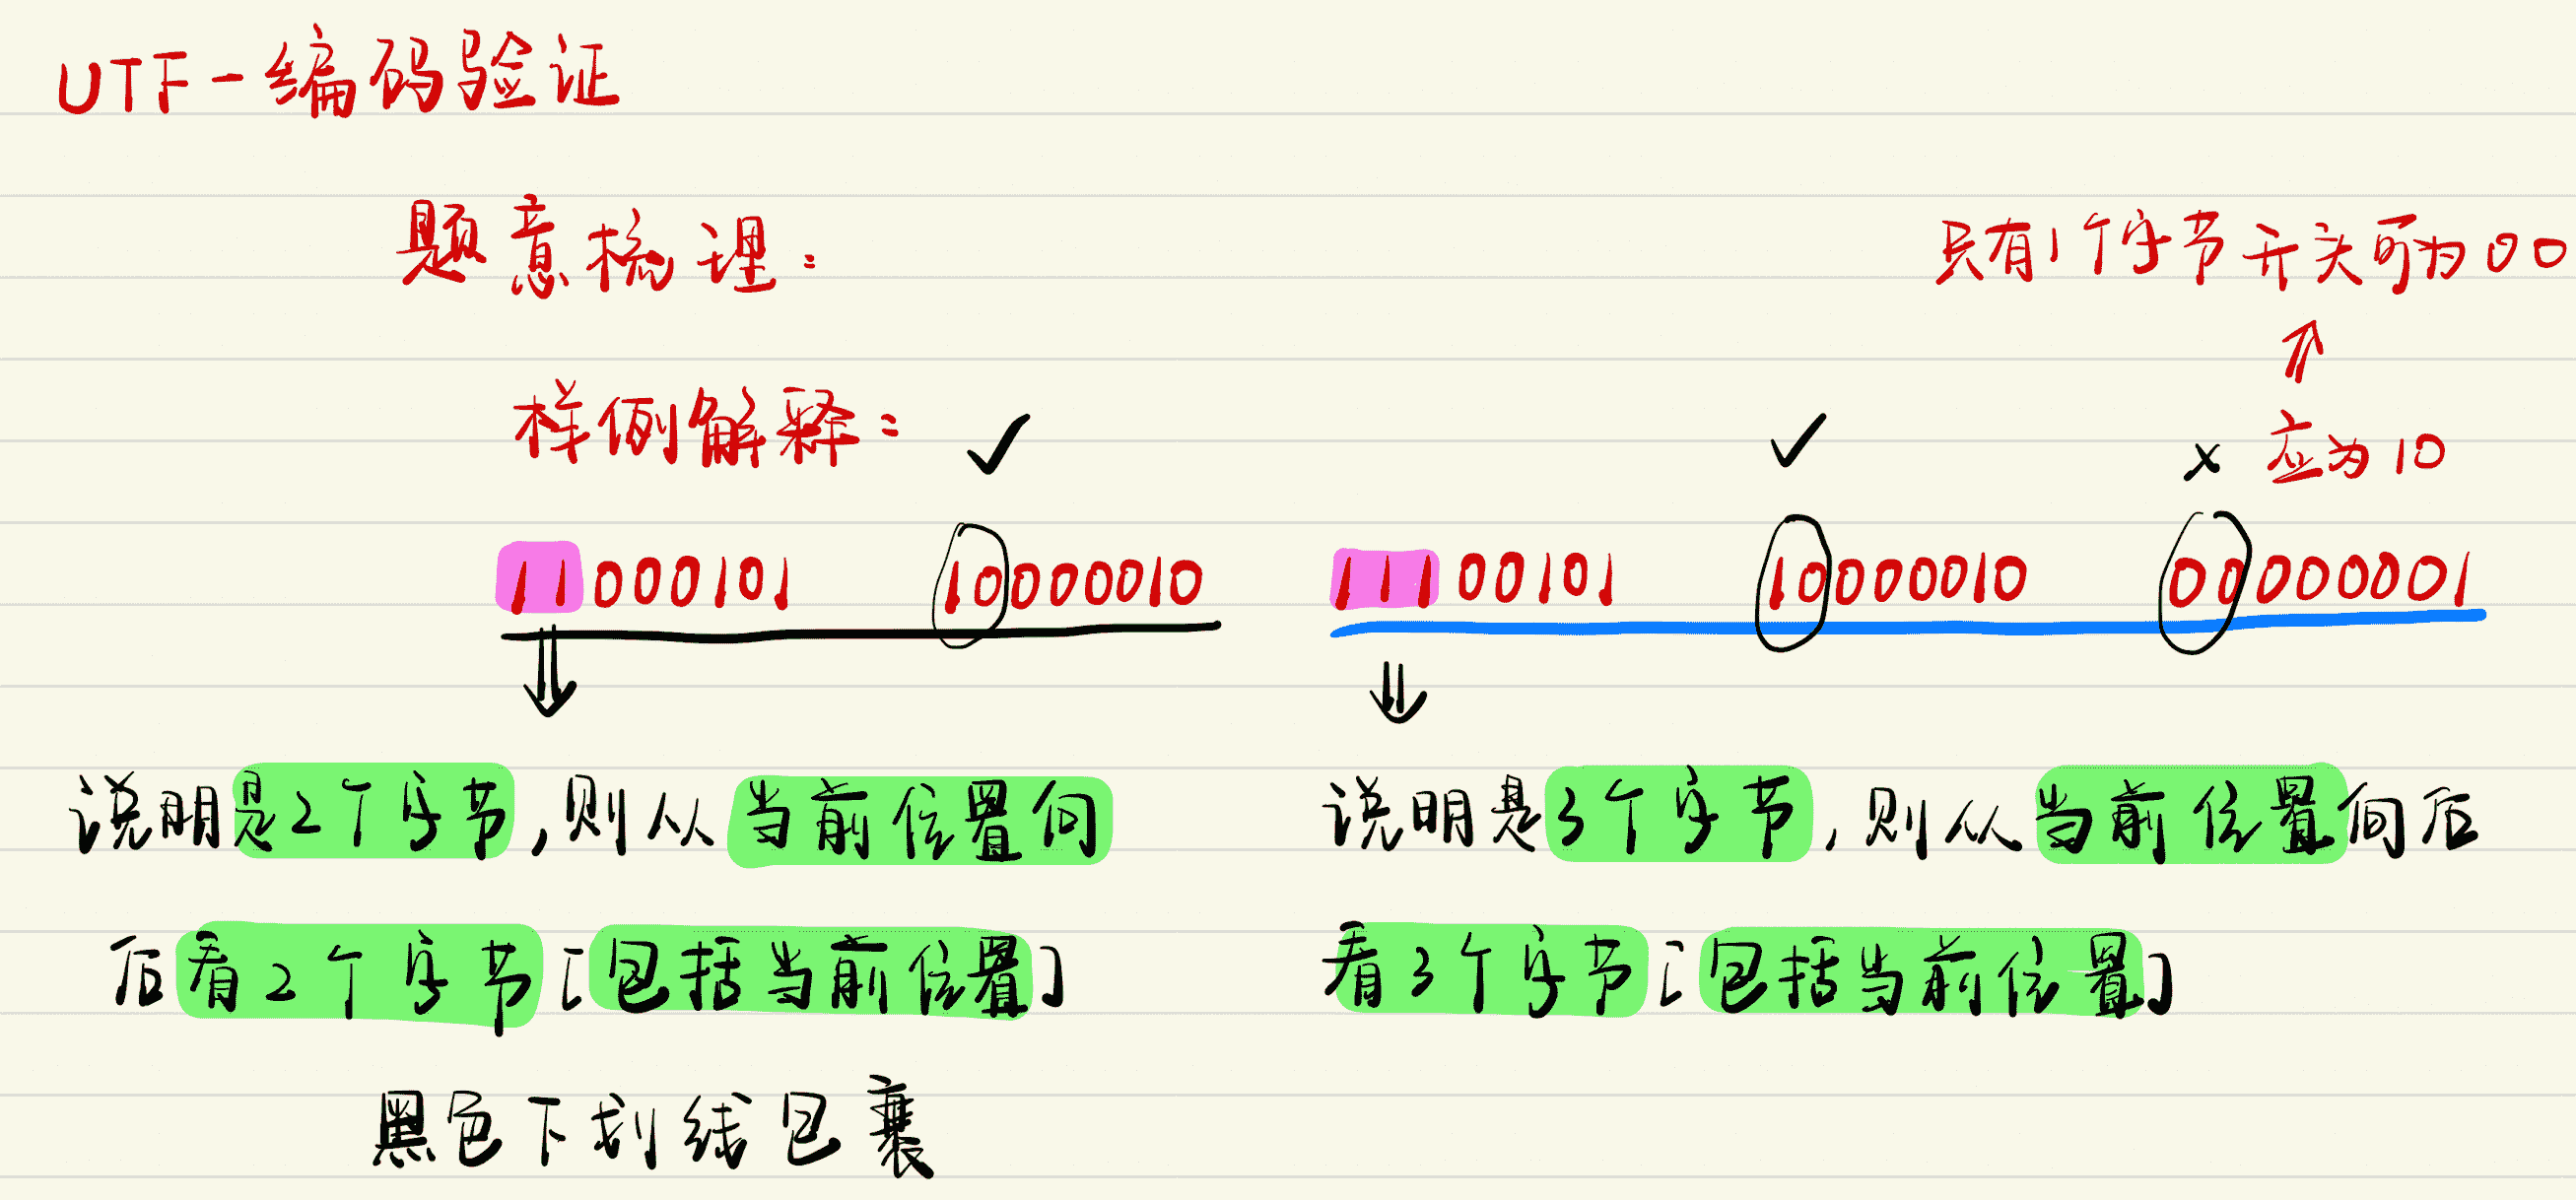 UTF-编码验证
题意梳理：
只有1个字节开头可为00
样例解释：
✓
✓
× 应为10
11000101 10000010
11100101 10000010 00000001
说明是2个字节,则从当前位置向
后看2个字节[包括当前位置]
黑色下划线包裹
说明是3个字节,则从当前位置向后
看3个字节[包括当前位置]